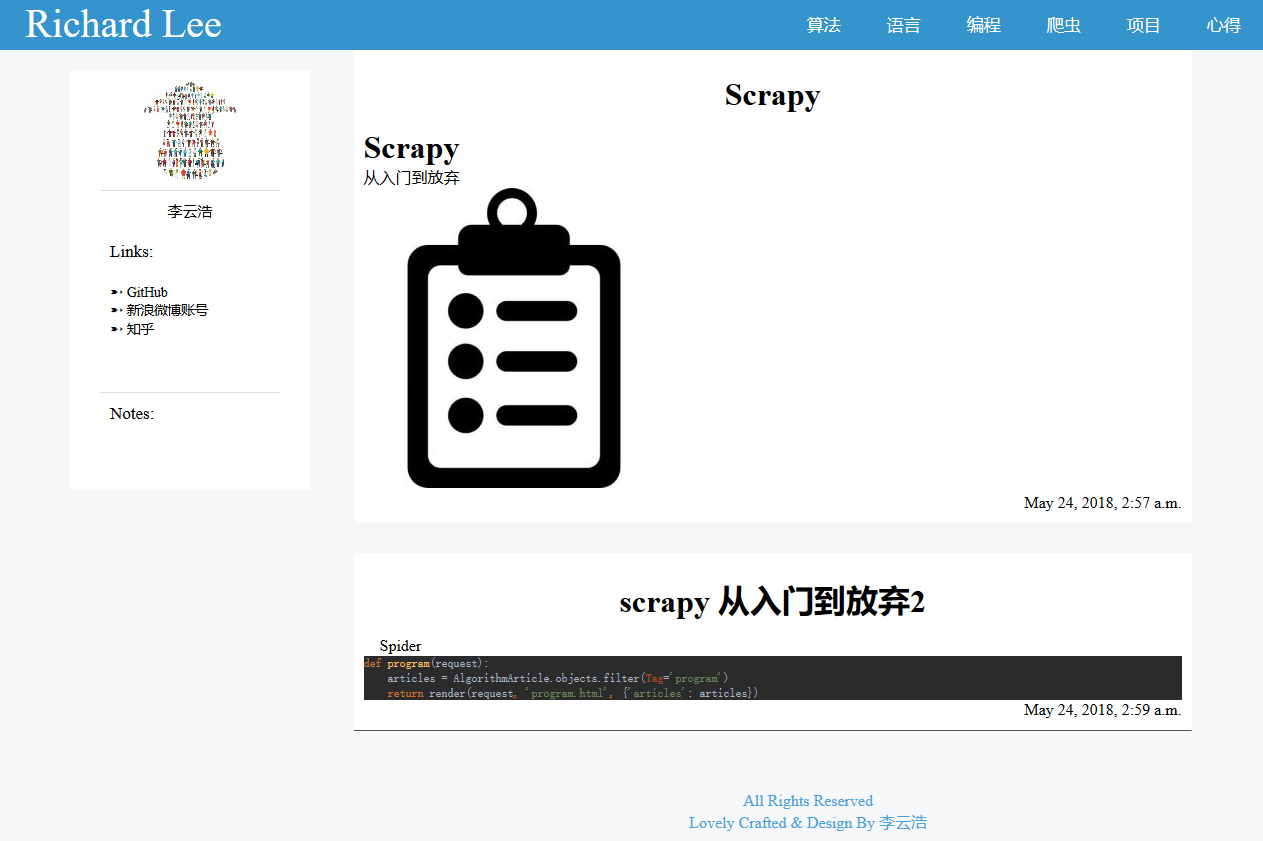 Richard Lee
算法 语言 编程 爬虫 项目 心得
李云浩
Links:
➼ GitHub
➼ 新浪微博账号
➼ 知乎
Notes:
Scrapy
Scrapy
从入门到放弃
May 24, 2018, 2:57 a.m.
scrapy 从入门到放弃2
Spider
def program(request):
    articles = AlgorithmArticle.objects.filter(Tag='program')
    return render(request, 'program.html', {'articles': articles})
May 24, 2018, 2:59 a.m.
All Rights Reserved
Lovely Crafted & Design By 李云浩